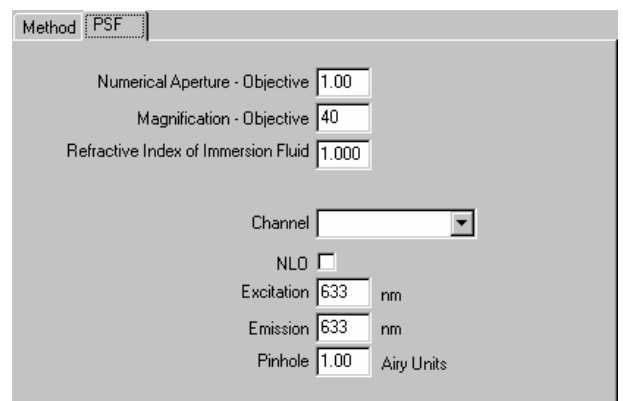 Method PSF
Numerical Aperture - Objective 1.00
Magnification - Objective 40
Refractive Index of Immersion Fluid 1.000
Channel
NLO
Excitation 633 nm
Emission 633 nm
Pinhole 1.00 Airy Units